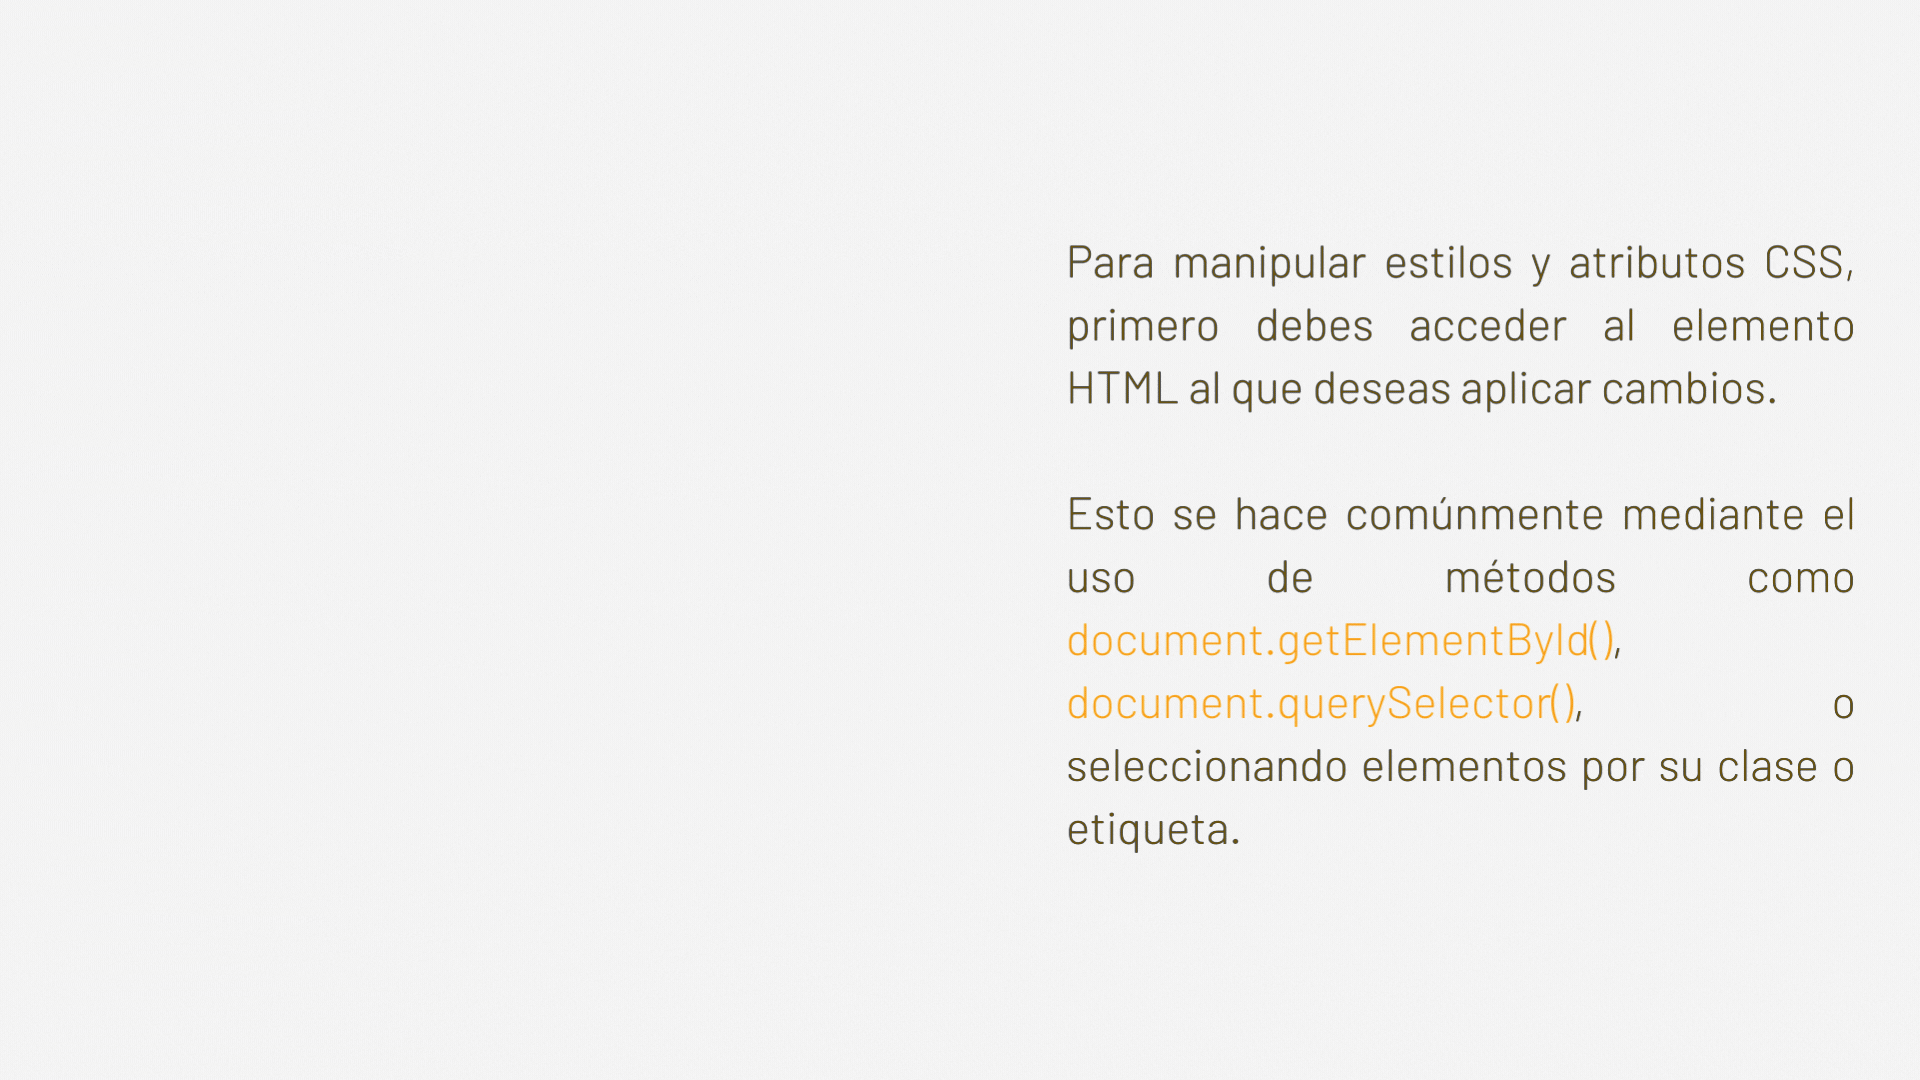 Para manipular estilos y atributos CSS,
primero debes acceder al elemento
HTML al que deseas aplicar cambios.
Esto se hace comúnmente mediante el
uso de métodos como
document.getElementById(),
document.querySelector(), o
seleccionando elementos por su clase o
etiqueta.